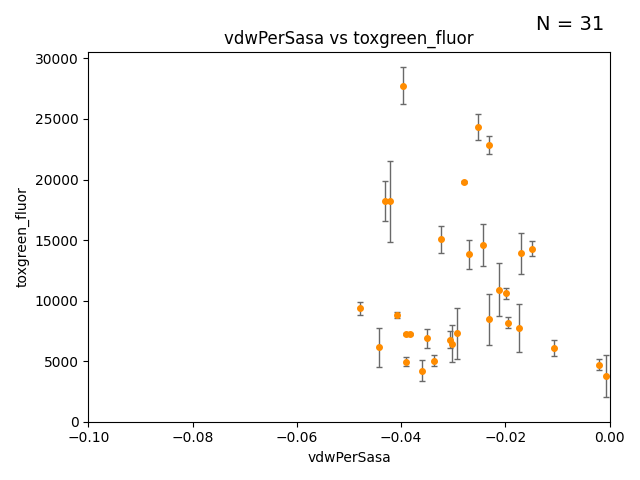 N = 31
vdwPerSasa vs toxgreen_fluor
toxgreen_fluor
30000
25000
20000
15000
10000
5000
0
−0.10 −0.08 −0.06 −0.04 −0.02 0.00
vdwPerSasa